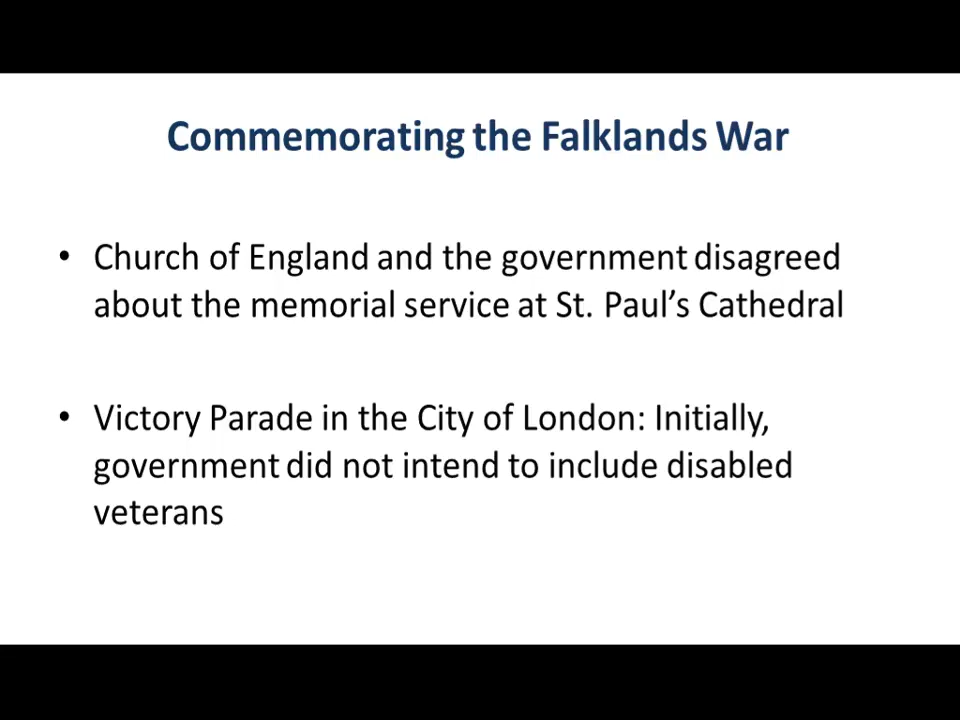 Commemorating the Falklands War
• Church of England and the government disagreed
about the memorial service at St. Paul’s Cathedral
• Victory Parade in the City of London: Initially,
government did not intend to include disabled
veterans